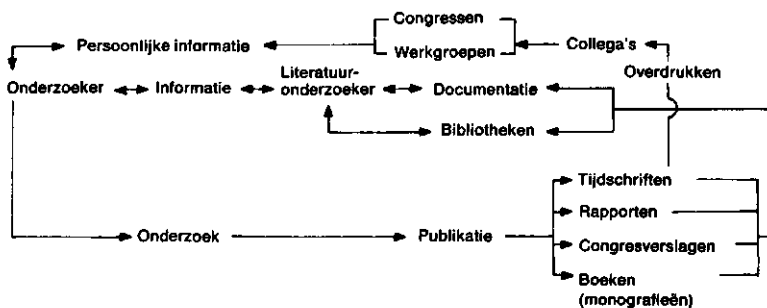 Congressen
Persoonlijke informatie
Werkgroepen
Collega's
Overdrukken
Onderzoeker
Informatie
Literatuur-
onderzoeker
Documentatie
Bibliotheken
Tijdschriften
Rapporten
Onderzoek
Publikatie
Congresverslagen
Boeken
(monografieën)